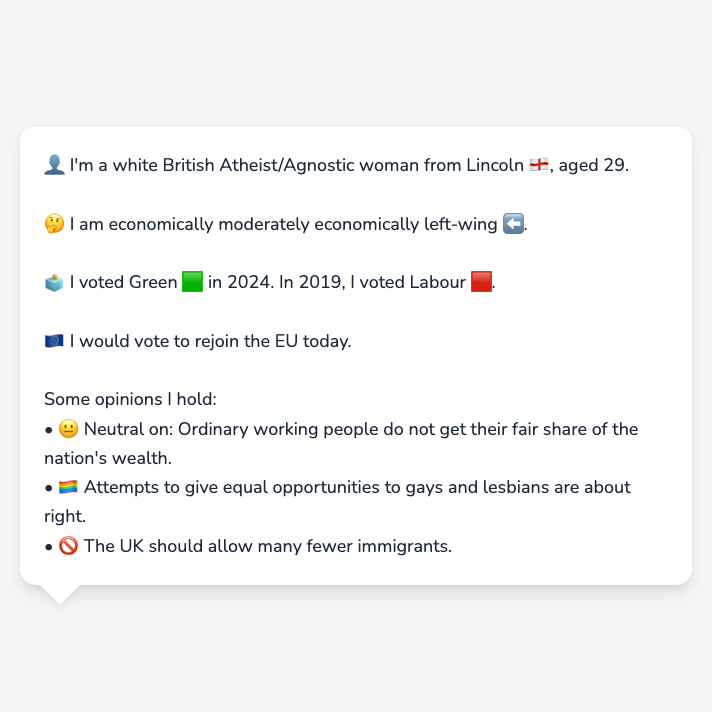 👤 I'm a white British Atheist/Agnostic woman from Lincoln 🏴󠁧󠁢󠁥󠁮󠁧󠁿, aged 29.
🤔 I am economically moderately economically left-wing ⬅️.
🗳️ I voted Green 🟩 in 2024. In 2019, I voted Labour 🟥.
🇪🇺 I would vote to rejoin the EU today.
Some opinions I hold:
• 😐 Neutral on: Ordinary working people do not get their fair share of the
nation's wealth.
• 🏳️‍🌈 Attempts to give equal opportunities to gays and lesbians are about
right.
• 🚫 The UK should allow many fewer immigrants.